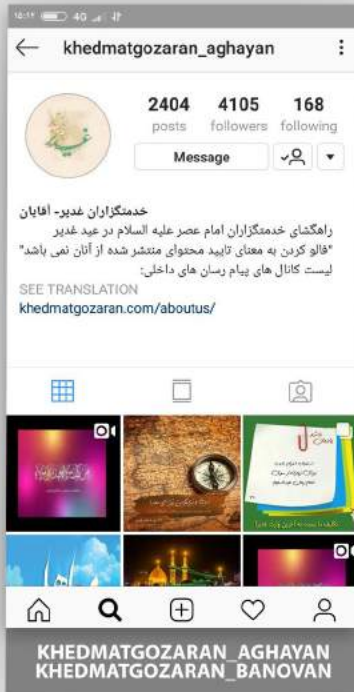 4G
khedmatgozaran_aghayan
2404 4105 168
posts followers following
Message
خدمتگزاران غدیر- آقایان
راهگشای خدمتگزاران امام عصر علیه السلام در عید غدیر
"فالو کردن به معنای تایید محتوای منتشر شده از آنان نمی باشد"
لیست کانال های پیام رسان های داخلی:
SEE TRANSLATION
khedmatgozaran.com/aboutus/
KHEDMATGOZARAN_AGHAYAN
KHEDMATGOZARAN_BANOVAN